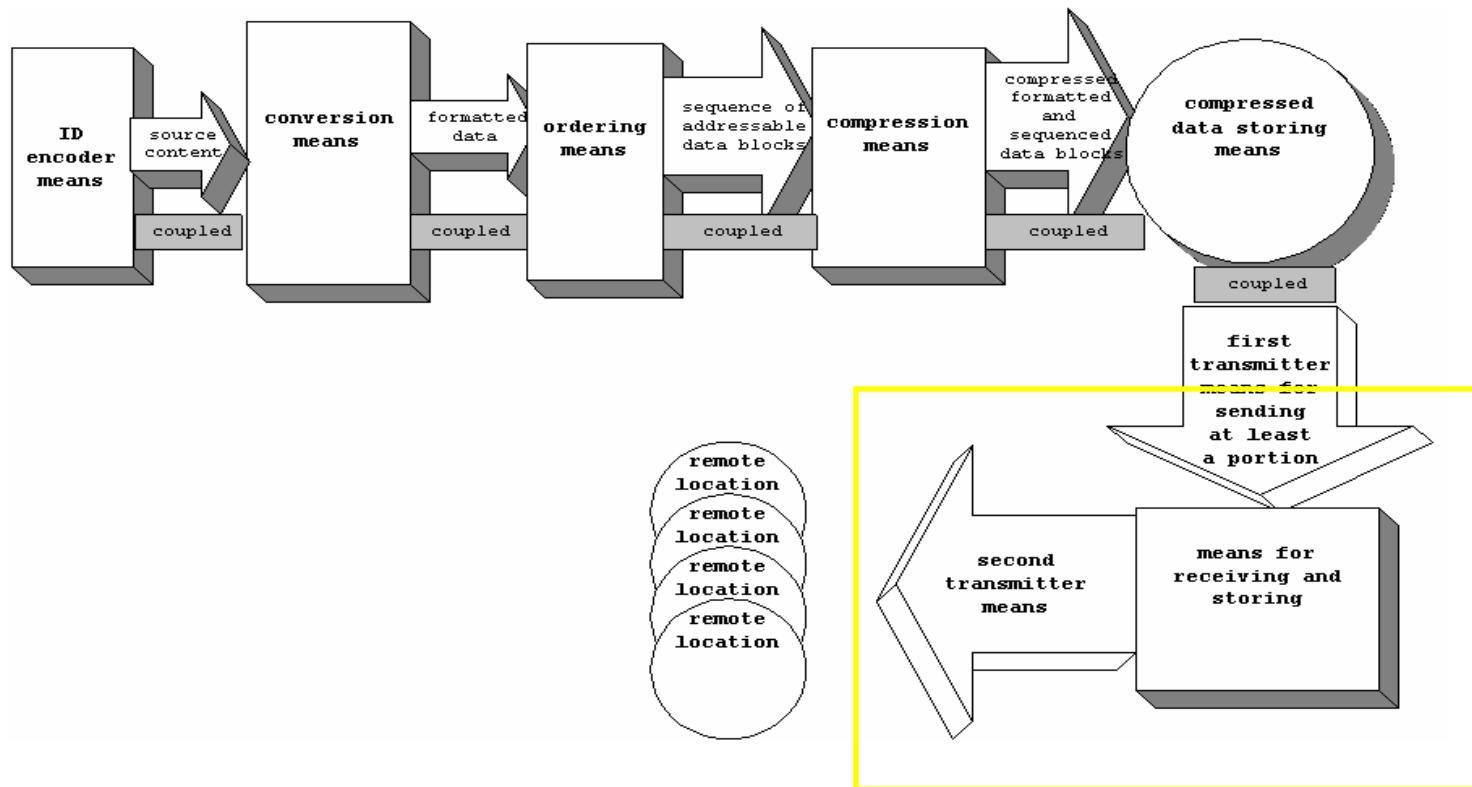 ID
encoder
means
source
content
coupled
conversion
means
formatted
data
coupled
ordering
means
sequence of
addressable
data blocks
coupled
compression
means
compressed
formatted
and
sequenced
data blocks
coupled
compressed
data storing
means
coupled
first
transmitter
means for
sending
at least
a portion
means for
receiving and
storing
second
transmitter
means
remote
location
remote
location
remote
location
remote
location